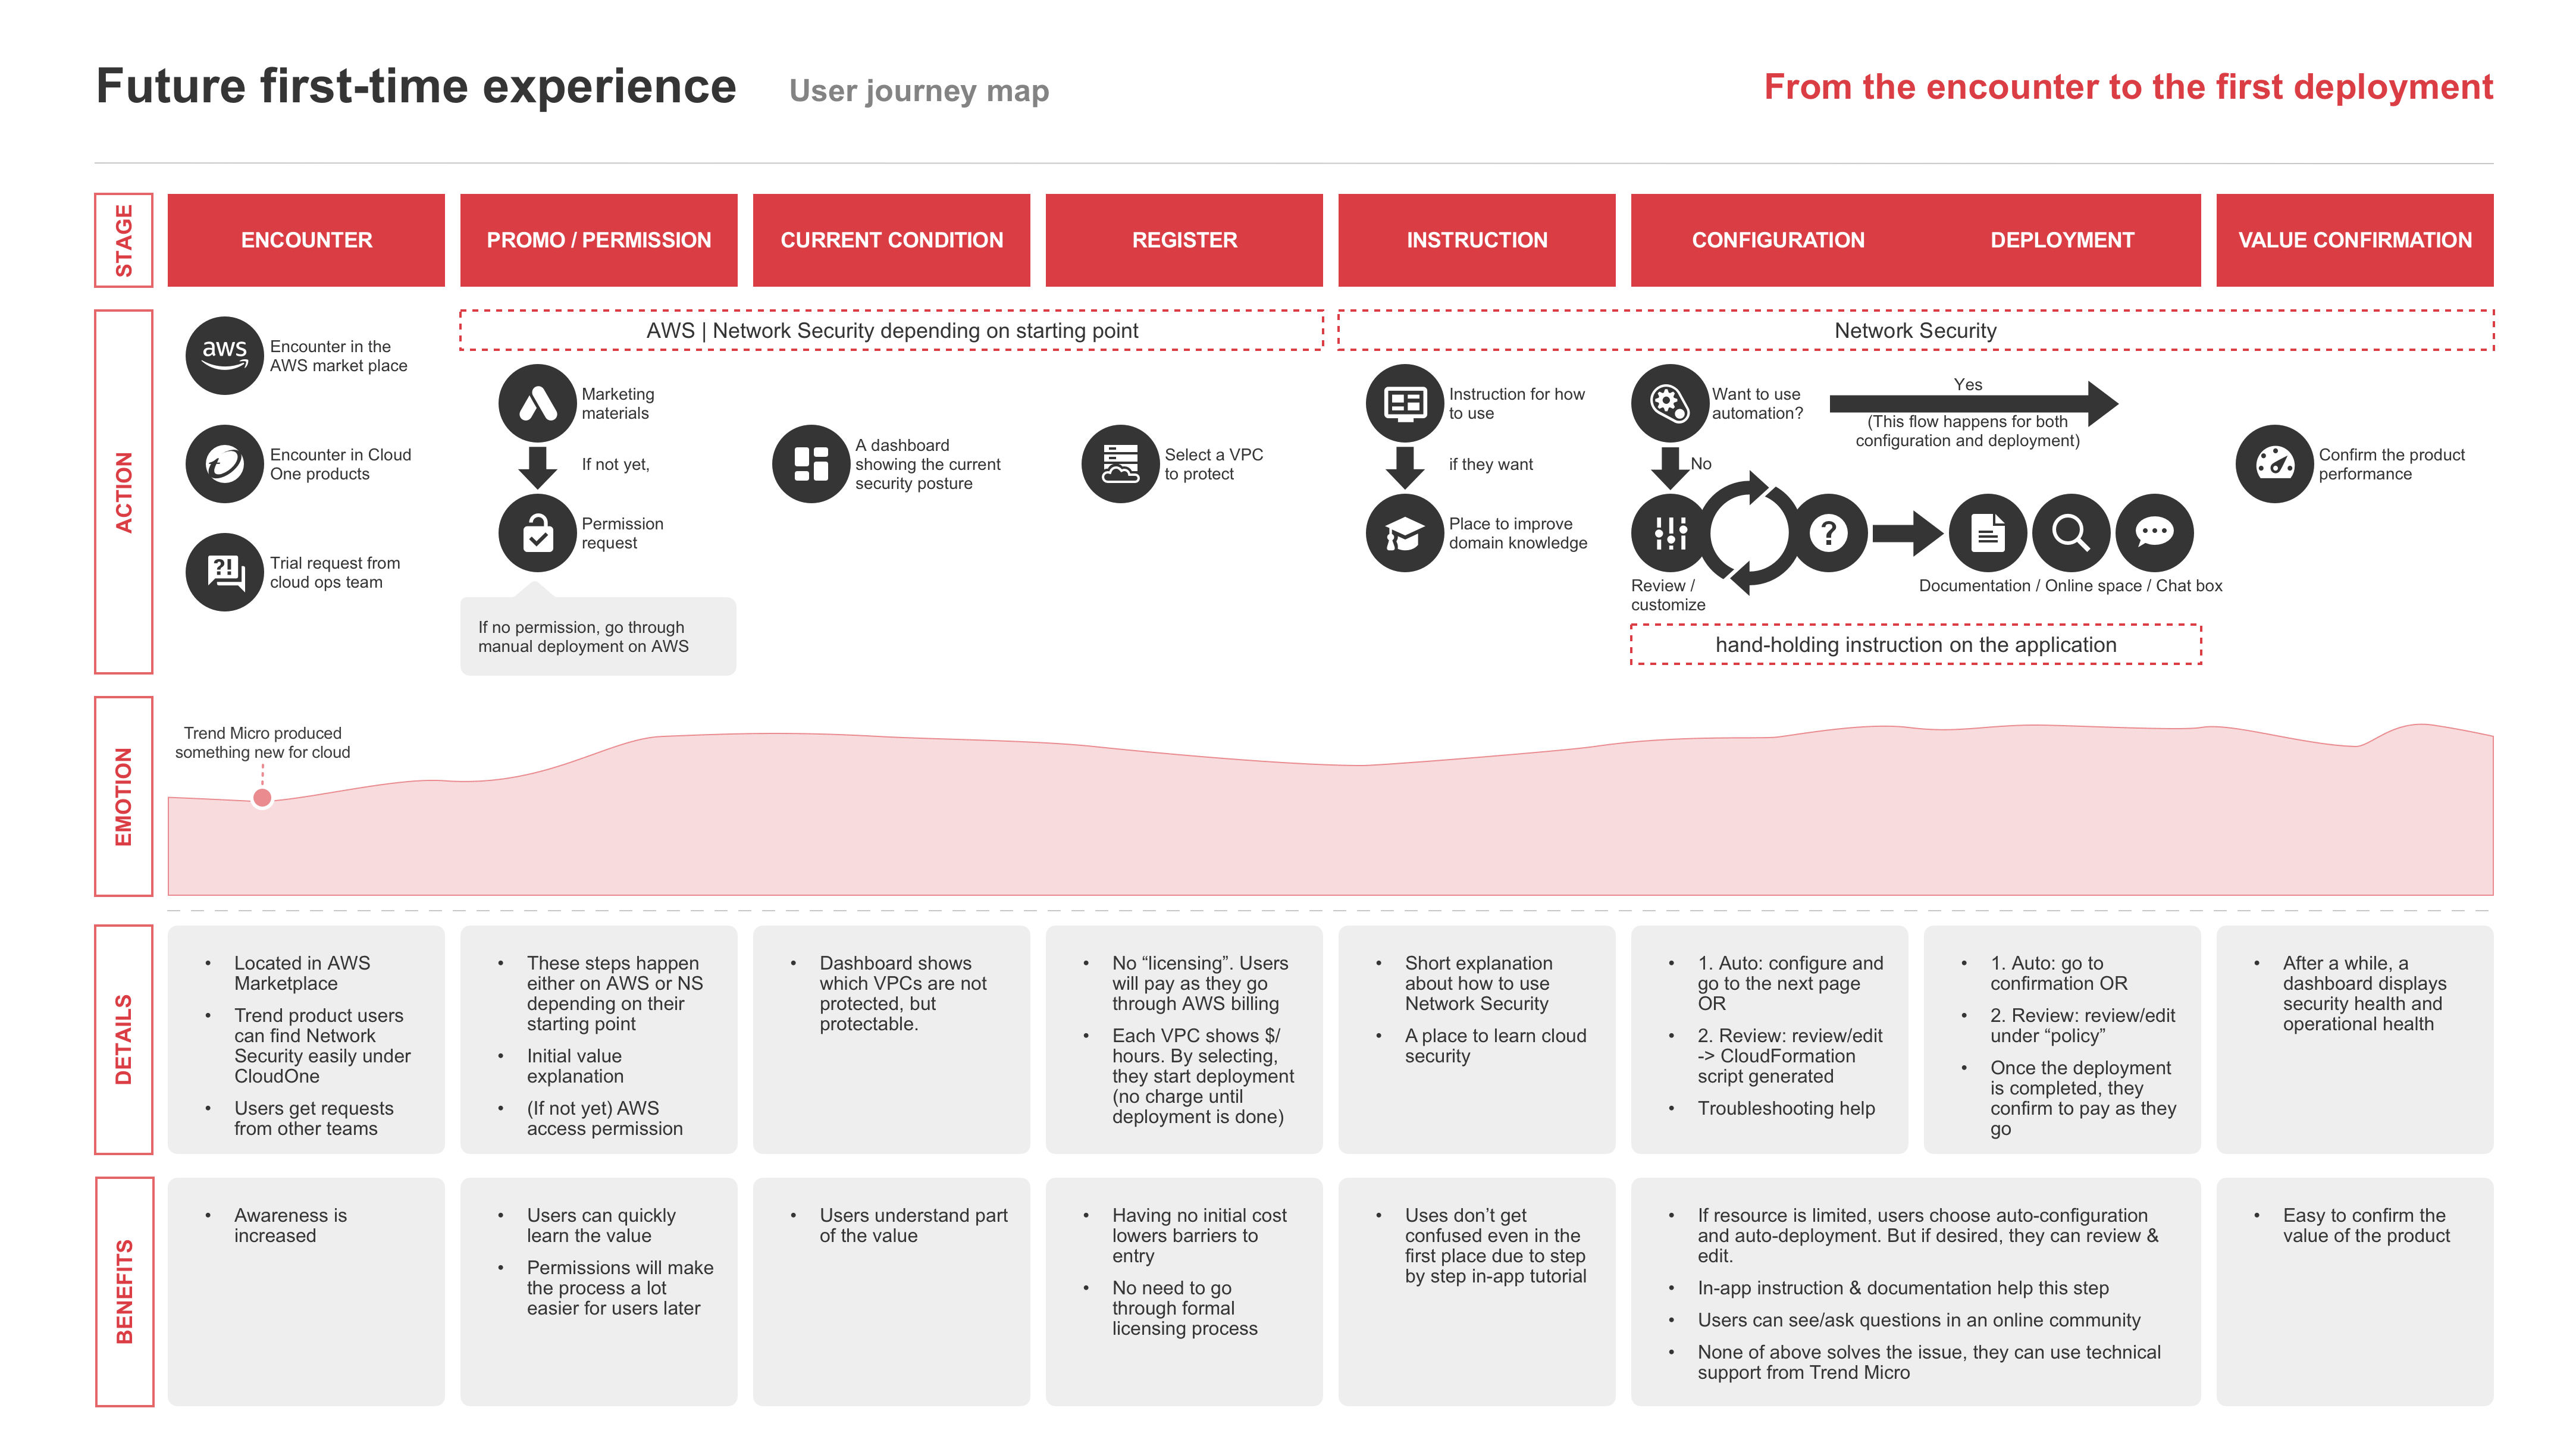 Future first-time experience
User journey map
From the encounter to the first deployment
STAGE
ENCOUNTER
PROMO / PERMISSION
CURRENT CONDITION
REGISTER
INSTRUCTION
CONFIGURATION
DEPLOYMENT
VALUE CONFIRMATION
ACTION
aws
Encounter in the
AWS market place
Encounter in Cloud
One products
?!
Trial request from
cloud ops team
AWS | Network Security depending on starting point
Marketing
materials
If not yet,
Permission
request
If no permission, go through
manual deployment on AWS
A dashboard
showing the current
security posture
Select a VPC
to protect
Network Security
Instruction for how
to use
if they want
Place to improve
domain knowledge
Want to use
automation?
Yes
(This flow happens for both
configuration and deployment)
No
?
Review /
customize
Documentation / Online space / Chat box
hand-holding instruction on the application
Confirm the product
performance
EMOTION
Trend Micro produced
something new for cloud
DETAILS
• Located in AWS
Marketplace
• Trend product users
can find Network
Security easily under
CloudOne
• Users get requests
from other teams
• These steps happen
either on AWS or NS
depending on their
starting point
• Initial value
explanation
• (If not yet) AWS
access permission
• Dashboard shows
which VPCs are not
protected, but
protectable.
• No “licensing”. Users
will pay as they go
through AWS billing
• Each VPC shows $/
hours. By selecting,
they start deployment
(no charge until
deployment is done)
• Short explanation
about how to use
Network Security
• A place to learn cloud
security
• 1. Auto: configure and
go to the next page
OR
• 2. Review: review/edit
-> CloudFormation
script generated
• Troubleshooting help
• 1. Auto: go to
confirmation OR
• 2. Review: review/edit
under “policy”
• Once the deployment
is completed, they
confirm to pay as they
go
• After a while, a
dashboard displays
security health and
operational health
BENEFITS
• Awareness is
increased
• Users can quickly
learn the value
• Permissions will make
the process a lot
easier for users later
• Users understand part
of the value
• Having no initial cost
lowers barriers to
entry
• No need to go
through formal
licensing process
• Uses don’t get
confused even in the
first place due to step
by step in-app tutorial
• If resource is limited, users choose auto-configuration
and auto-deployment. But if desired, they can review &
edit.
• In-app instruction & documentation help this step
• Users can see/ask questions in an online community
• None of above solves the issue, they can use technical
support from Trend Micro
• Easy to confirm the
value of the product